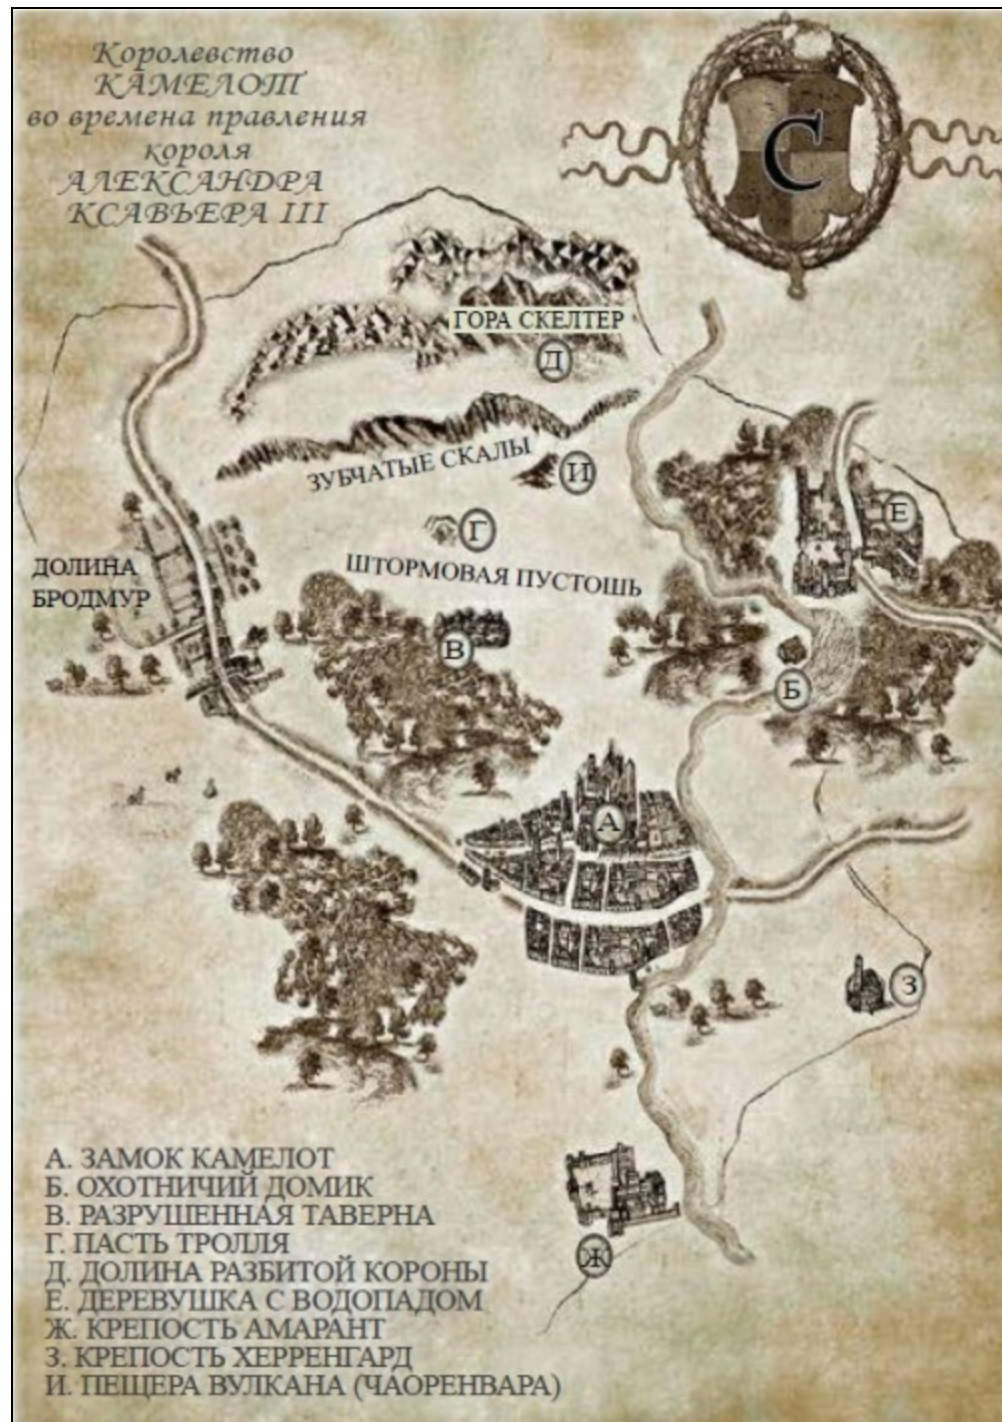 Королевство
КАМЕЛОТ
во времена правления
короля
АЛЕКСАНДРА
КСАВЬЕРА III
С
ГОРА СКЕЛТЕР
Д
ЗУБЧАТЫЕ СКАЛЫ
И
Е
Г
ШТОРМОВАЯ ПУСТОШЬ
ДОЛИНА
БРОДМУР
В
Б
А
З
Ж
А. ЗАМОК КАМЕЛОТ
Б. ОХОТНИЧИЙ ДОМИК
В. РАЗРУШЕННАЯ ТАВЕРНА
Г. ПАСТЬ ТРОЛЛЯ
Д. ДОЛИНА РАЗБИТОЙ КОРОНЫ
Е. ДЕРЕВУШКА С ВОДОПАДОМ
Ж. КРЕПОСТЬ АМАРАНТ
З. КРЕПОСТЬ ХЕРРЕНГАРД
И. ПЕЩЕРА ВУЛКАНА (ЧАОРЕНВАРА)